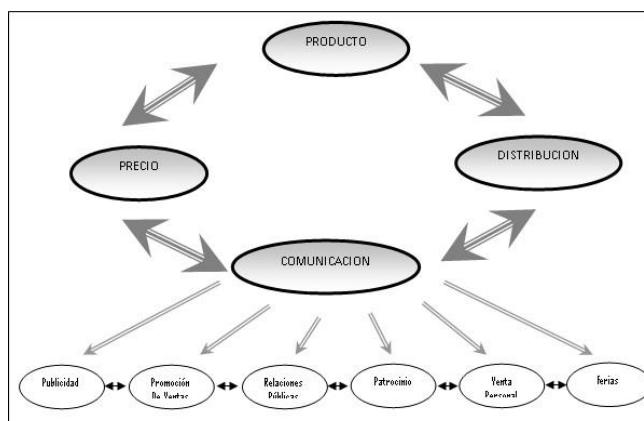 PRODUCTO
PRECIO
DISTRIBUCION
COMUNICACION
Publicidad
Promoción
De Ventas
Relaciones
Públicas
Patrocinio
Venta
Personal
Ferias